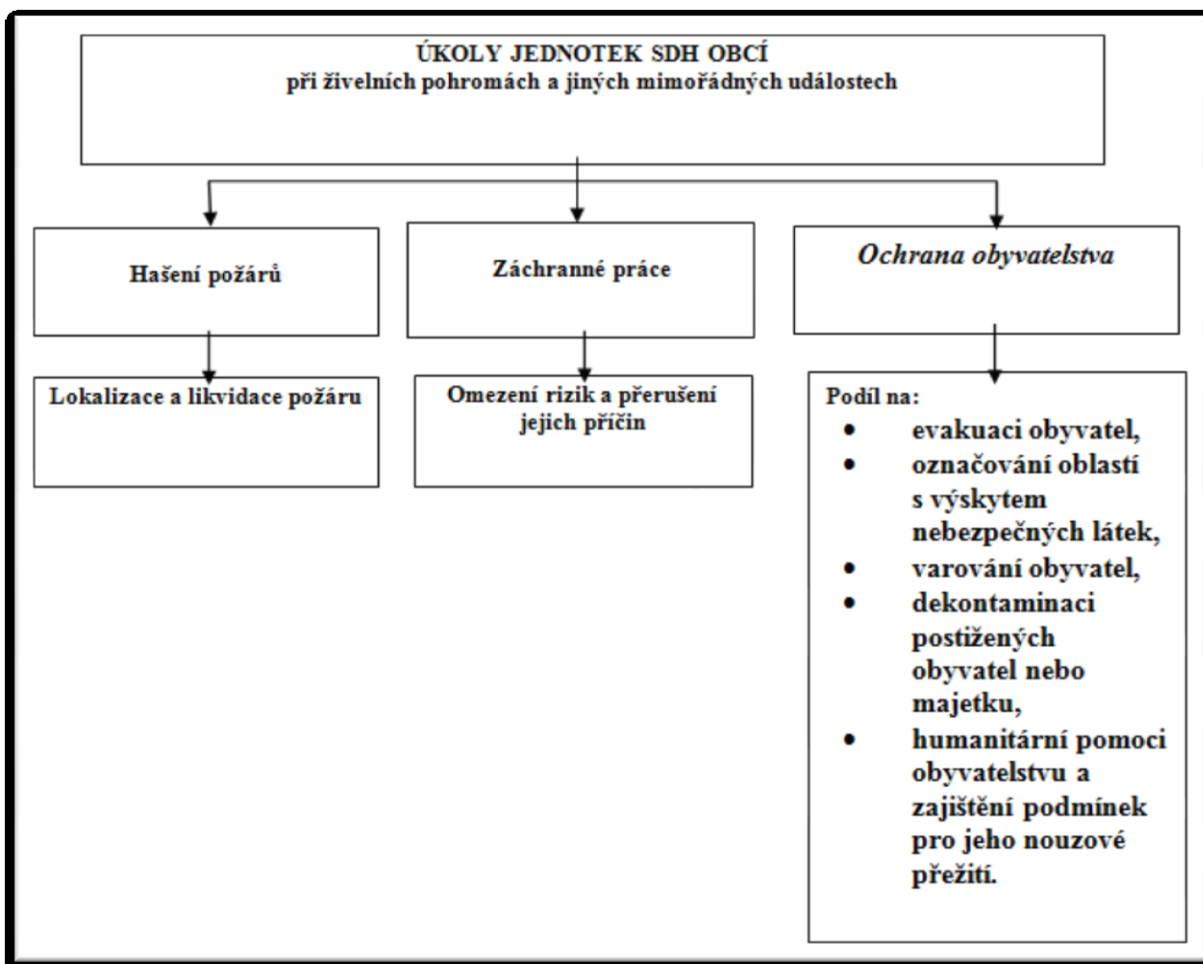 ÚKOLY JEDNOTEK SDH OBCÍ
při živelních pohromách a jiných mimořádných událostech
Hašení požárů
Záchranné práce
Ochrana obyvatelstva
Lokalizace a likvidace požáru
Omezení rizik a přerušení
jejich příčin
Podíl na:
• evakuaci obyvatel,
• označování oblastí
s výskytem
nebezpečných látek,
• varování obyvatel,
• dekontaminaci
postižených
obyvatel nebo
majetku,
• humanitární pomoci
obyvatelstvu a
zajištění podmínek
pro jeho nouzové
přežití.